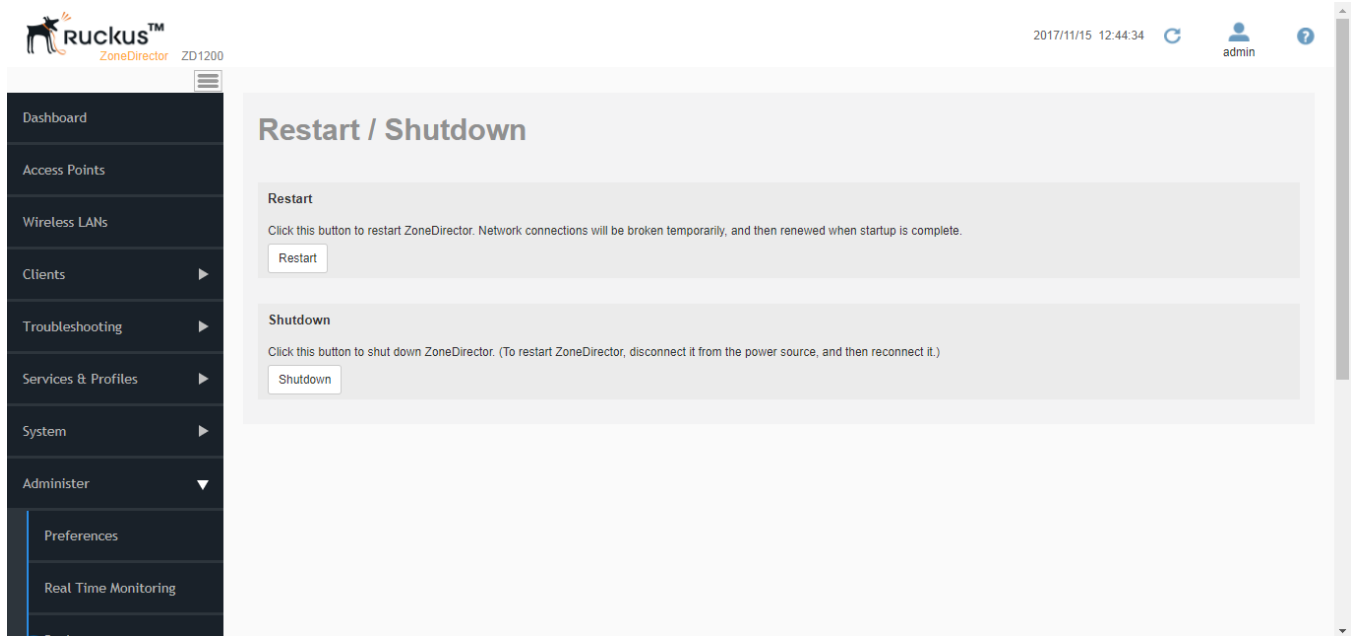 Ruckus™
ZoneDirector ZD1200
2017/11/15 12:44:34
admin
?
Dashboard
Access Points
Wireless LANs
Clients
Troubleshooting
Services & Profiles
System
Administer
Preferences
Real Time Monitoring
Restart / Shutdown
Restart
Click this button to restart ZoneDirector. Network connections will be broken temporarily, and then renewed when startup is complete.
Restart
Shutdown
Click this button to shut down ZoneDirector. (To restart ZoneDirector, disconnect it from the power source, and then reconnect it.)
Shutdown